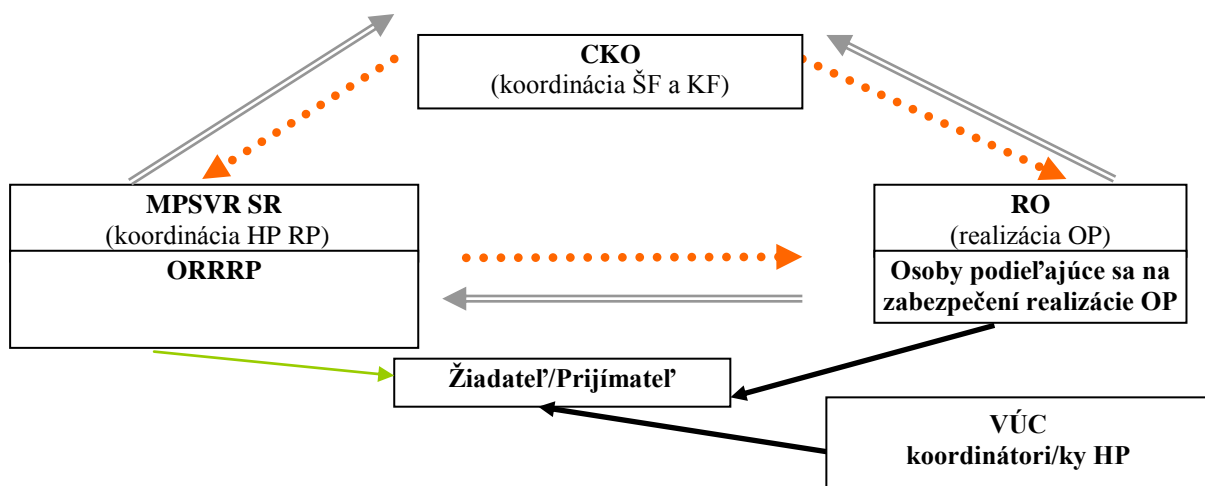 CKO
(koordinácia ŠF a KF)
MPSVR SR
(koordinácia HP RP)
ORRRP
RO
(realizácia OP)
Osoby podieľajúce sa na
zabezpečení realizácie OP
Žiadateľ/Prijímateľ
VÚC
koordinátori/ky HP